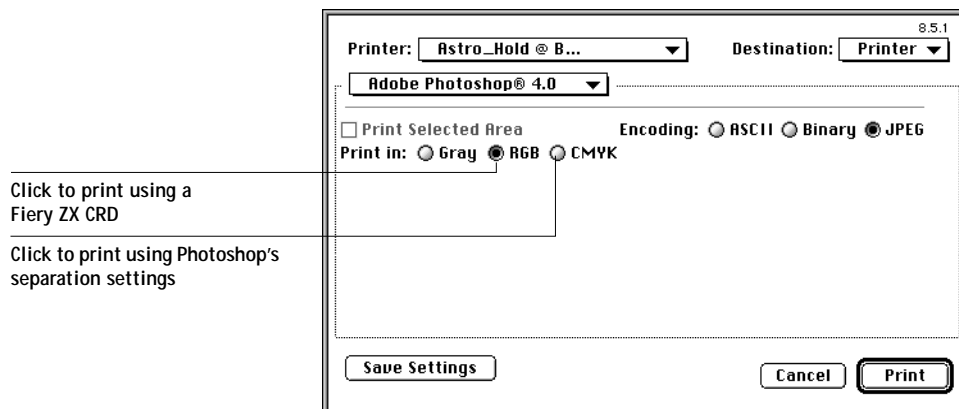 8.5.1
Printer: Astro_Hold @ B... Destination: Printer
Adobe Photoshop® 4.0
Print Selected Area Encoding: ASCII Binary JPEG
Print in: Gray RGB CMYK
Click to print using a
Fiery ZX CRD
Click to print using Photoshop's
separation settings
Save Settings Cancel Print